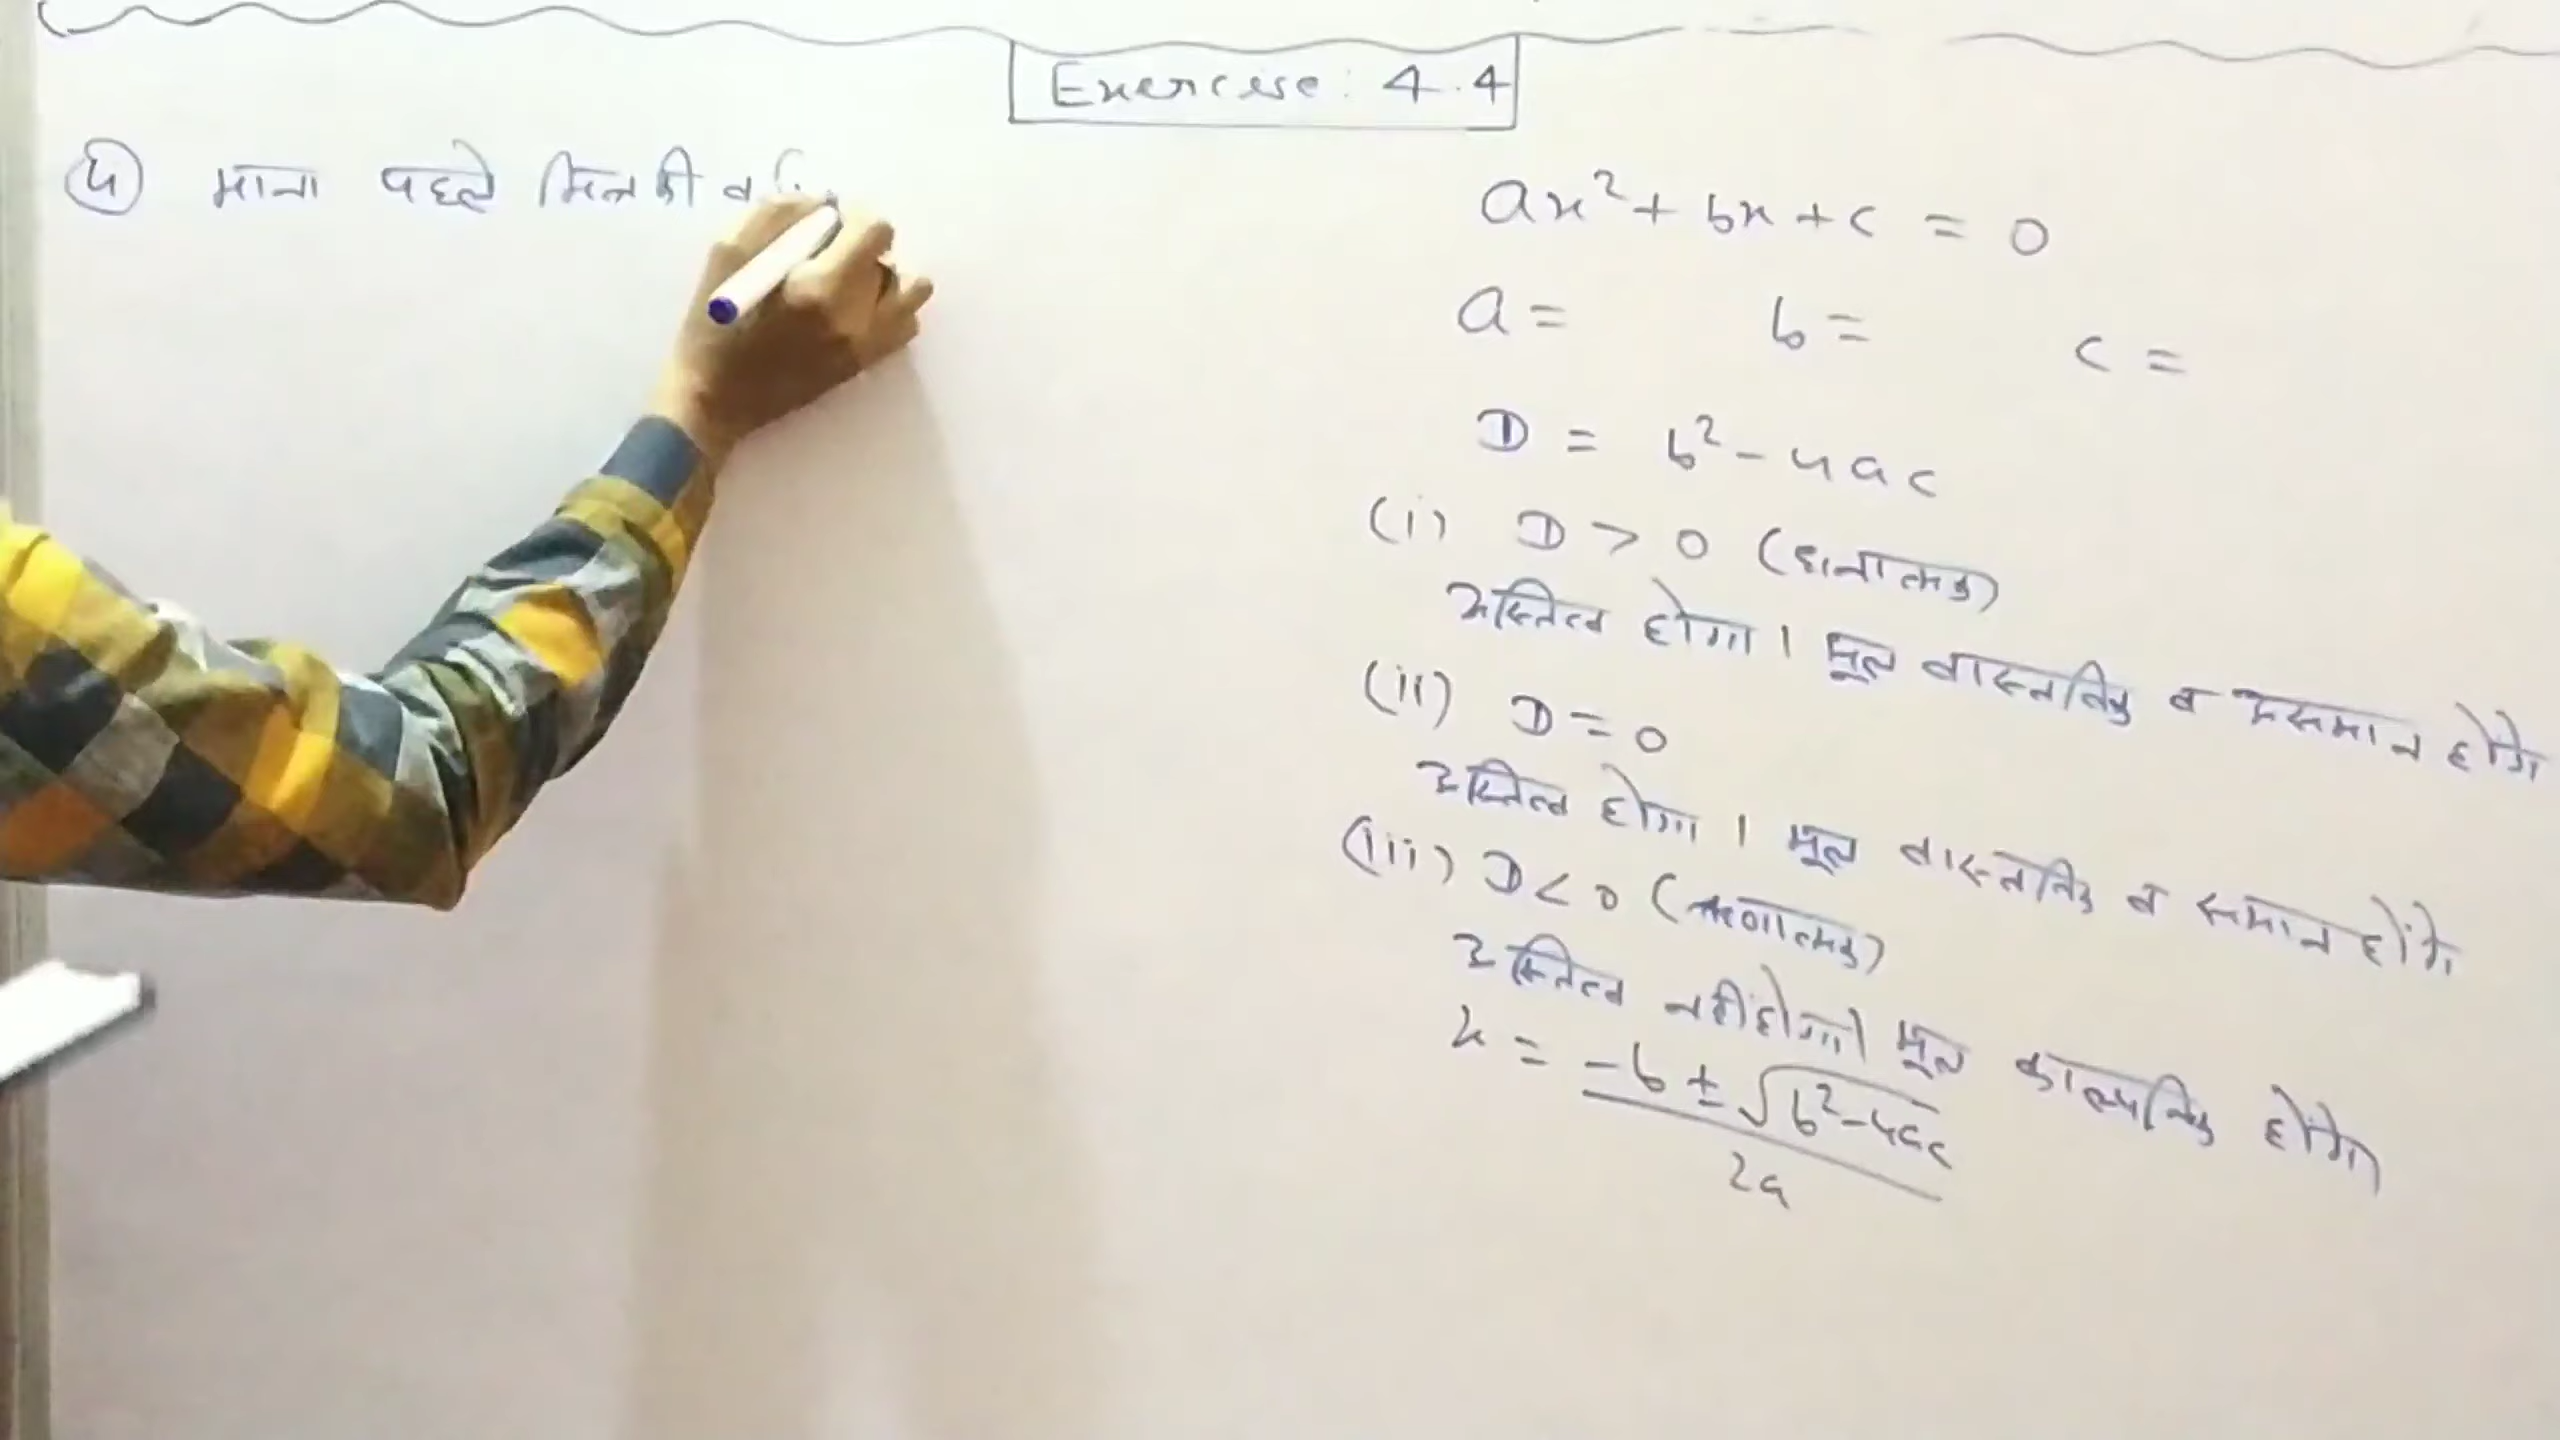 Exercise: 4.4
④ माना पहले मित्र की व
ax² + bx + c = 0
a = b = c =
D = b² - 4ac
(i) D > 0 (धनात्मक)
अस्तित्व होगा। मूल वास्तविक व असमान होंगे
(ii) D = 0
अस्तित्व होगा। मूल वास्तविक व समान होंगे
(iii) D < 0 (ऋणात्मक)
अस्तित्व नहीं होगा। मूल काल्पनिक होंगे
x = -b ± √b²-4ac
2a